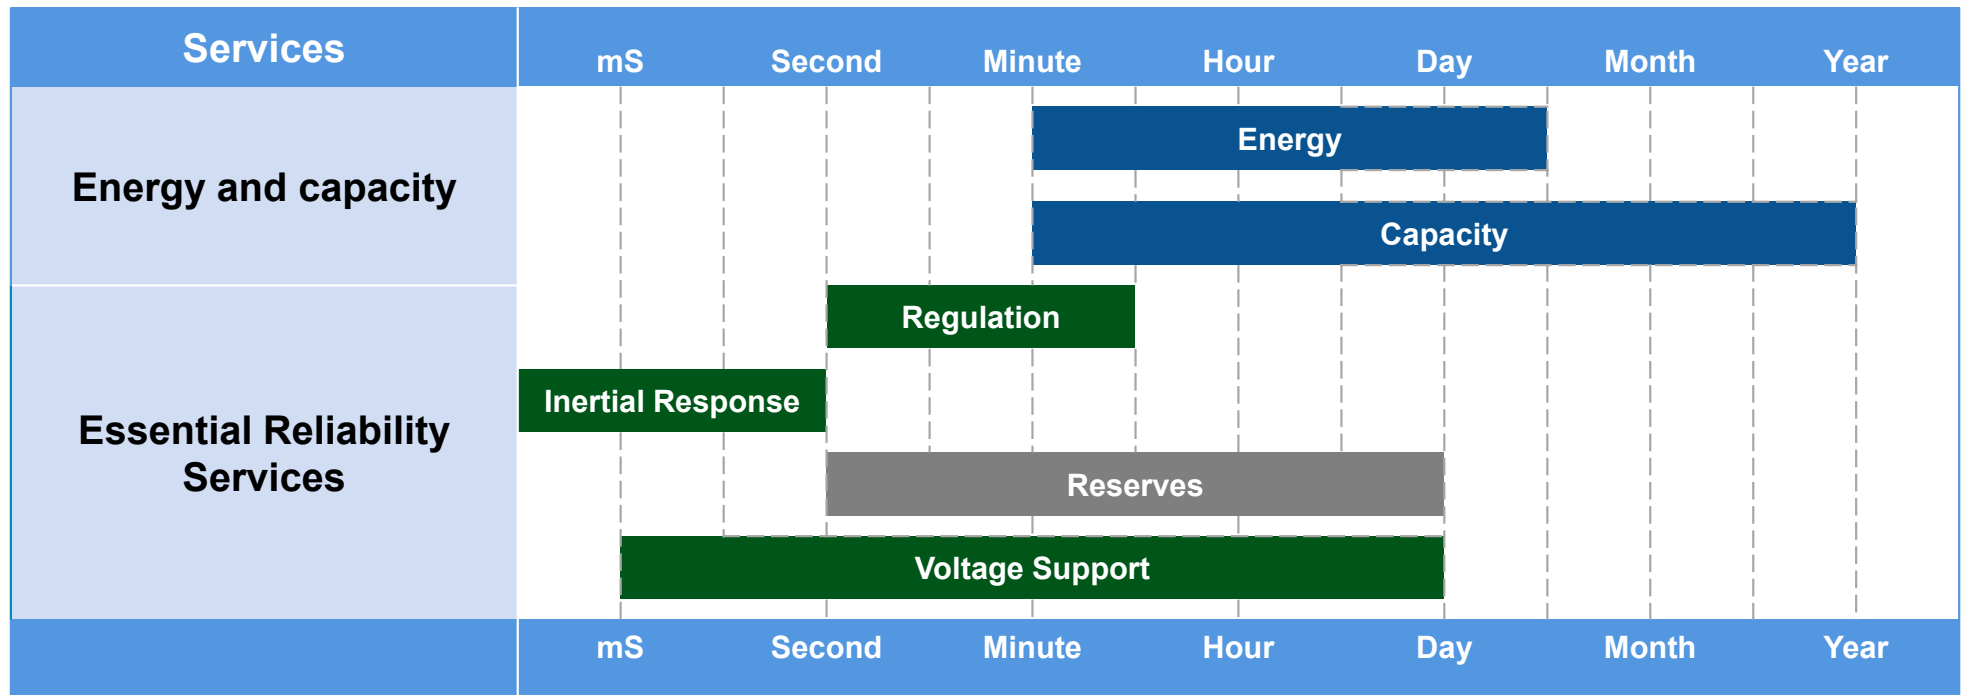 Services
mS Second Minute Hour Day Month Year
Energy and capacity
Energy
Capacity
Essential Reliability
Services
Regulation
Inertial Response
Reserves
Voltage Support
mS Second Minute Hour Day Month Year